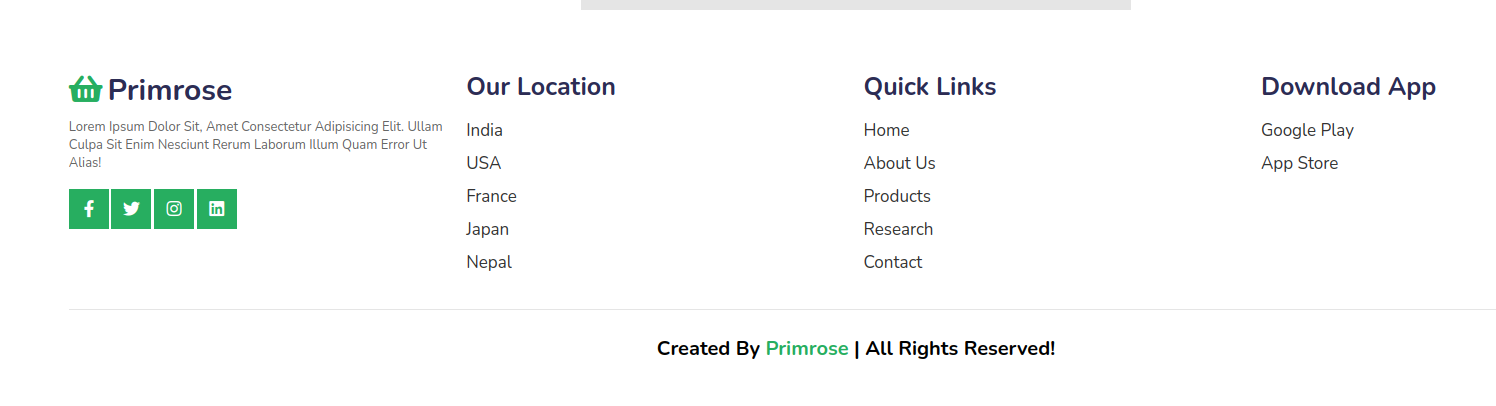 Primrose
Lorem Ipsum Dolor Sit, Amet Consectetur Adipisicing Elit. Ullam
Culpa Sit Enim Nesciunt Rerum Laborum Illum Quam Error Ut
Alias!
Our Location
India
USA
France
Japan
Nepal
Quick Links
Home
About Us
Products
Research
Contact
Download App
Google Play
App Store
Created By Primrose | All Rights Reserved!